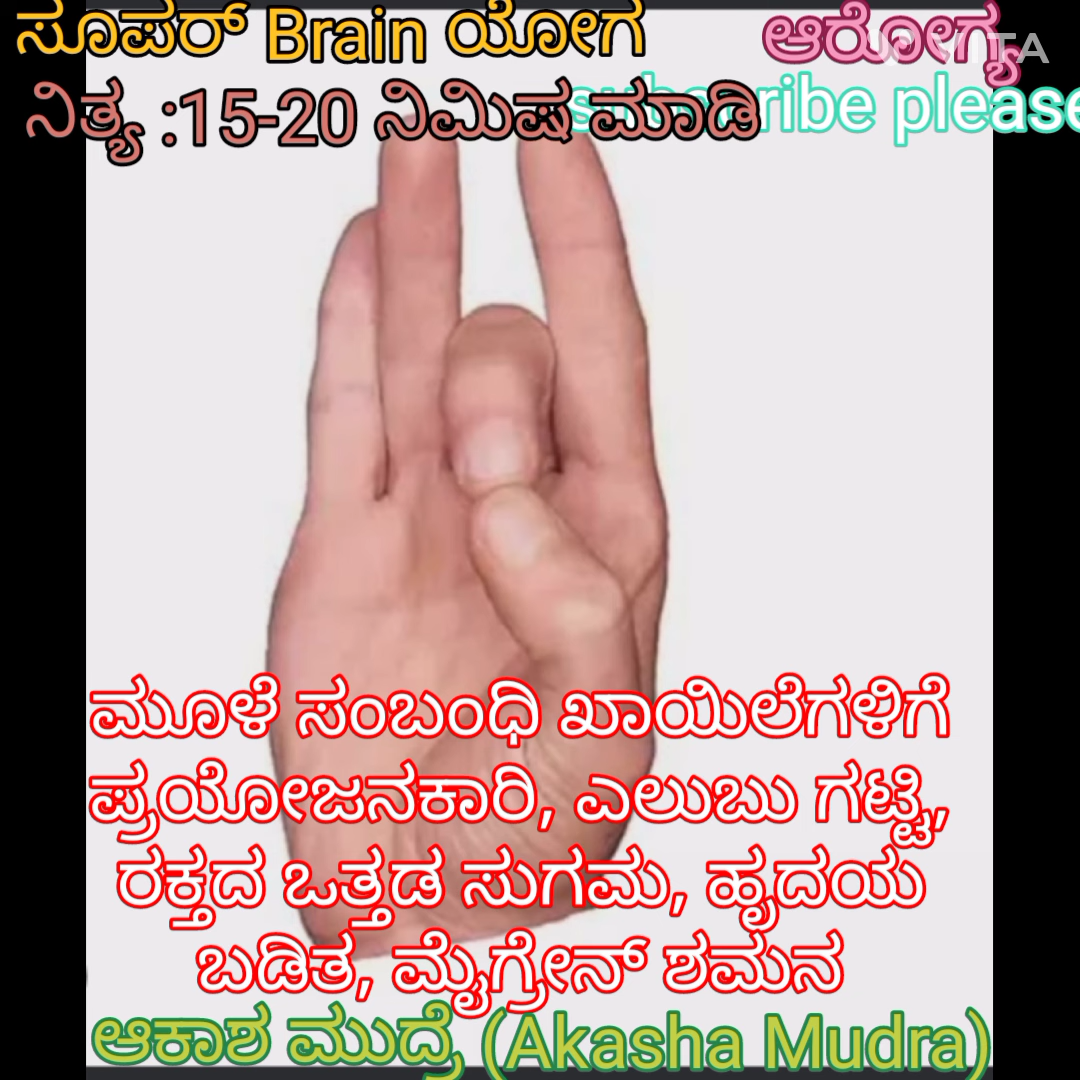 ಸೂಪರ್ Brain ಯೋಗ
ಆರೋಗ್ಯ
ನಿತ್ಯ :15-20 ನಿಮಿಷ ಮಾಡಿ
subscribe please
ಮೂಳೆ ಸಂಬಂಧಿ ಖಾಯಿಲೆಗಳಿಗೆ
ಪ್ರಯೋಜನಕಾರಿ, ಎಲುಬು ಗಟ್ಟಿ,
ರಕ್ತದ ಒತ್ತಡ ಸುಗಮ, ಹೃದಯ
ಬಡಿತ, ಮೈಗ್ರೇನ್ ಶಮನ
ಆಕಾಶ ಮುದ್ರೆ (Akasha Mudra)